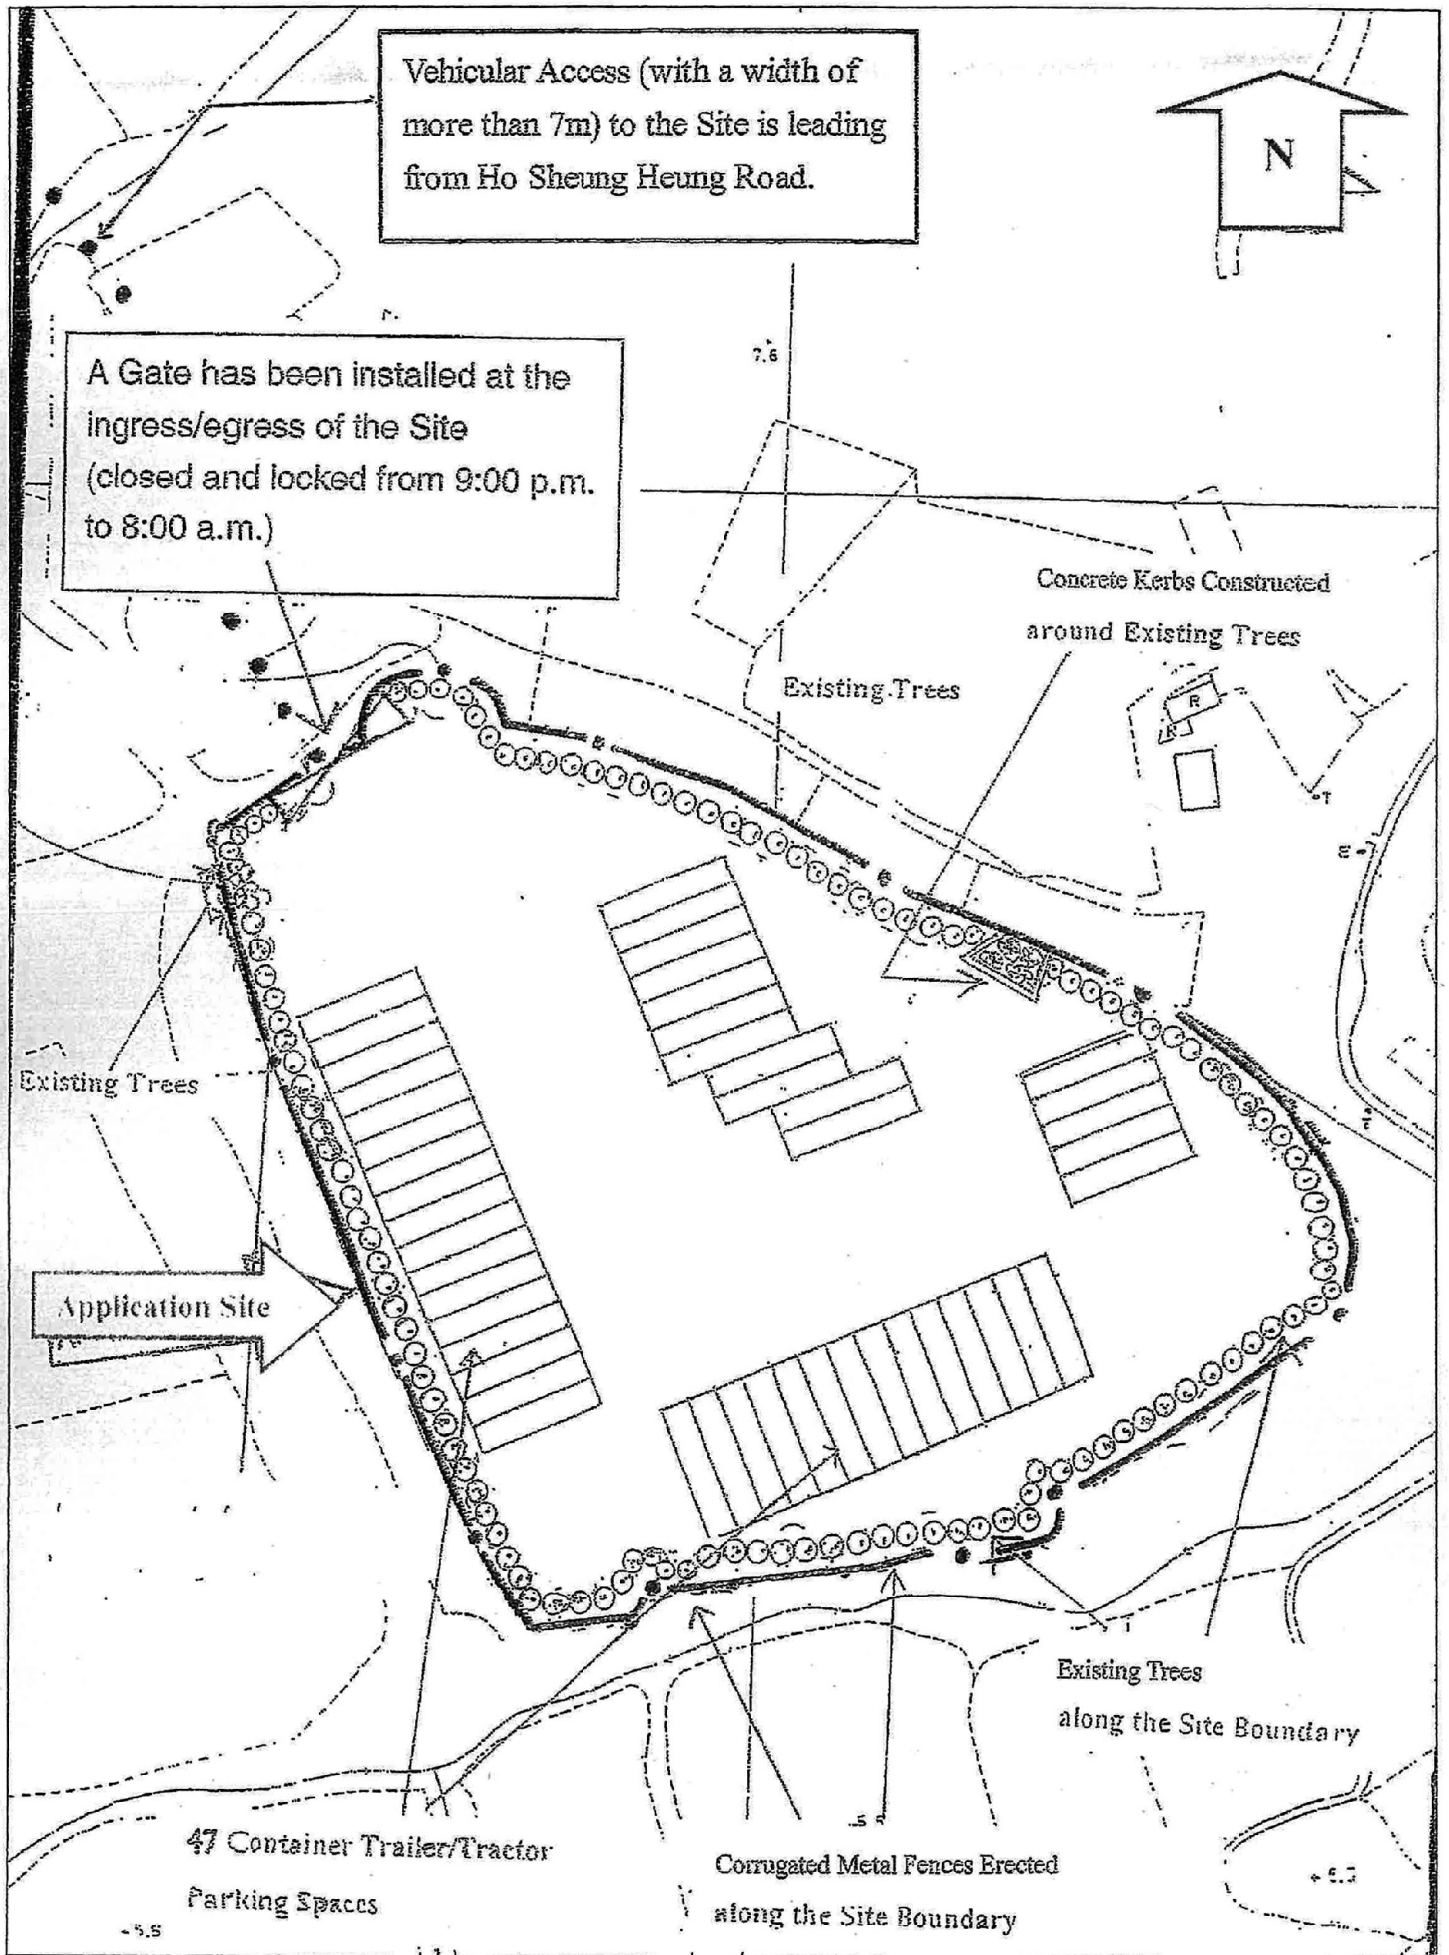 Vehicular Access (with a width of
more than 7m) to the Site is leading
from Ho Sheung Heung Road.
N
A Gate has been installed at the
ingress/egress of the Site
(closed and locked from 9:00 p.m.
to 8:00 a.m.)
7.6
Concrete Kerbs Constructed
around Existing Trees
Existing Trees
R
Existing Trees
Application Site
Existing Trees
along the Site Boundary
47 Container Trailer/Tractor
Parking Spaces
Corrugated Metal Fences Erected
along the Site Boundary
5.5